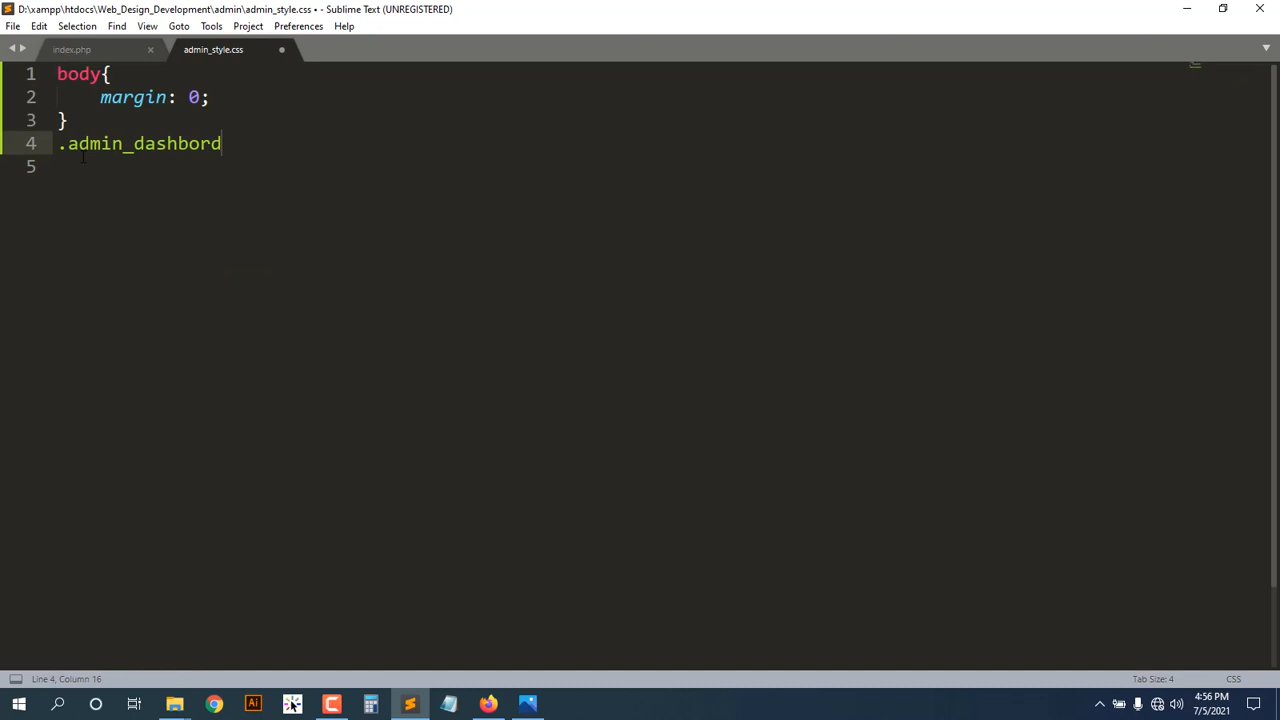 D:\xampp\htdocs\Web_Design_Development\admin\admin_style.css • - Sublime Text (UNREGISTERED)
File Edit Selection Find View Goto Tools Project Preferences Help
index.php admin_style.css
1 body{
2 margin: 0;
3 }
4 .admin_dashbord
5
Line 4, Column 16 Tab Size: 4 CSS
Ai 4:56 PM
7/5/2021